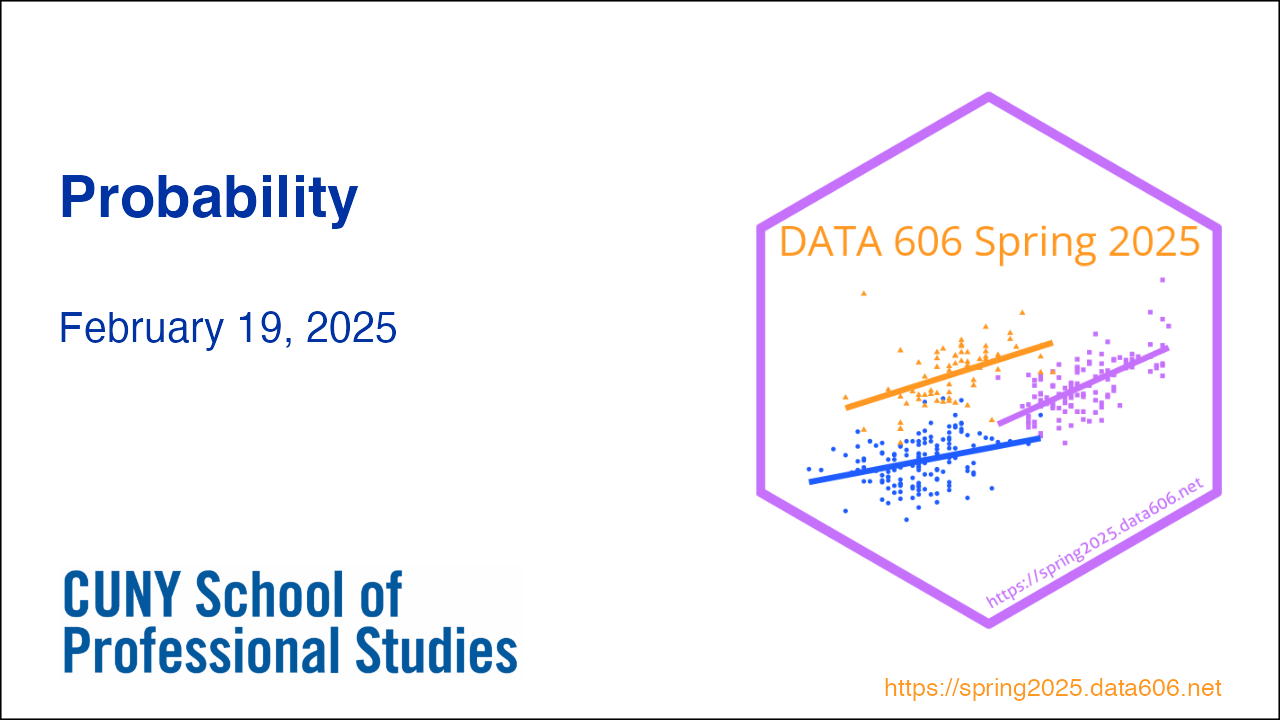 Probability
February 19, 2025
CUNY School of
Professional Studies
DATA 606 Spring 2025
https://spring2025.data606.net
https://spring2025.data606.net